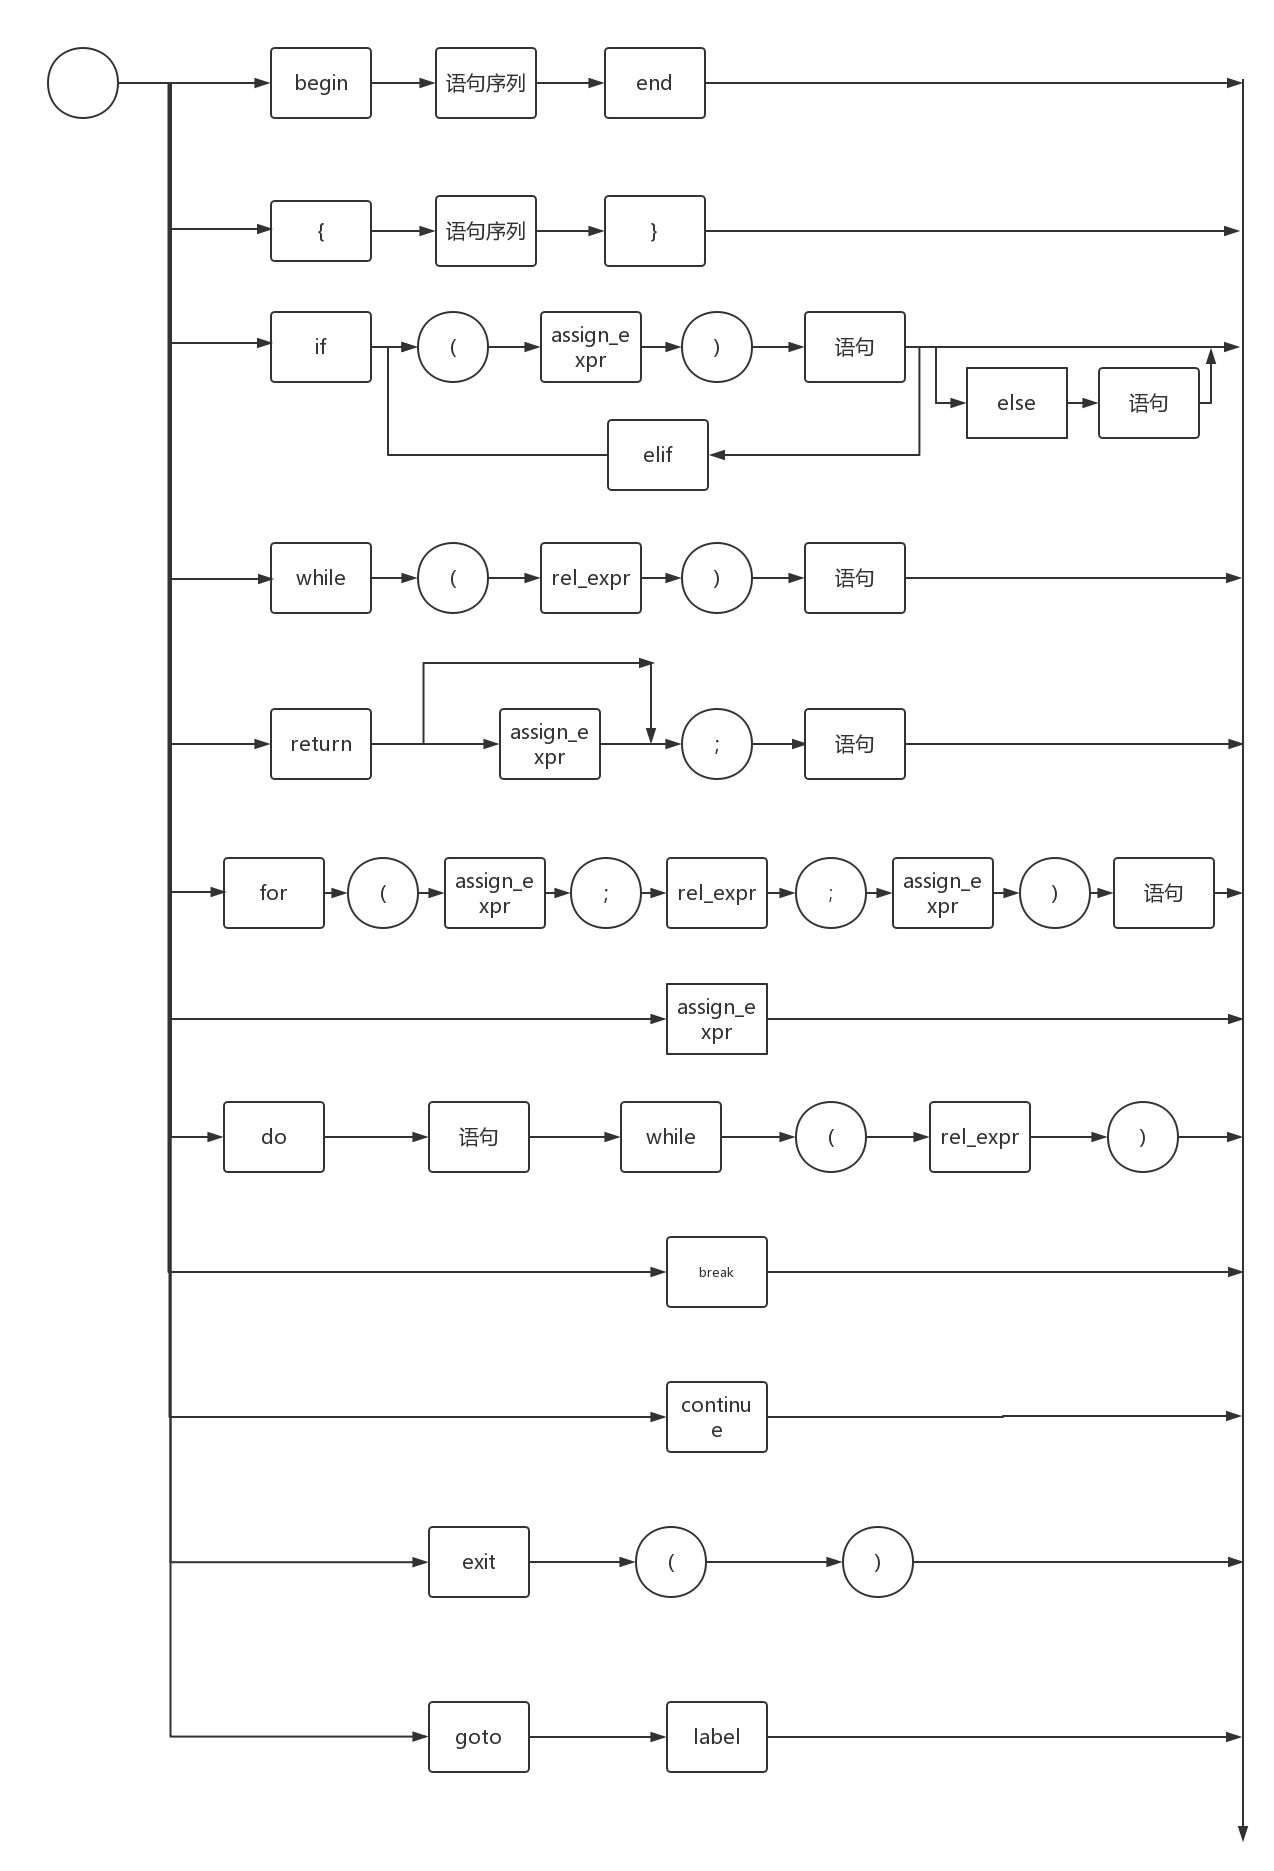 begin 语句序列 end
{ 语句序列 }
if ( assign_e
xpr ) 语句
else 语句
elif
while ( rel_expr ) 语句
return assign_e
xpr ; 语句
for ( assign_e
xpr ; rel_expr ; assign_e
xpr ) 语句
assign_e
xpr
do 语句 while ( rel_expr )
break
continu
e
exit ( )
goto label